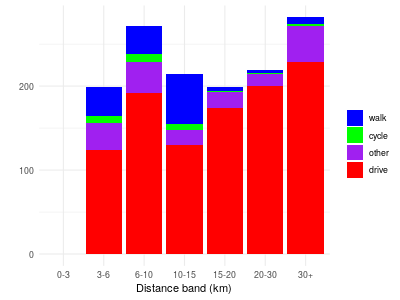 200
100
0
0-3 3-6 6-10 10-15 15-20 20-30 30+
Distance band (km)
walk
cycle
other
drive